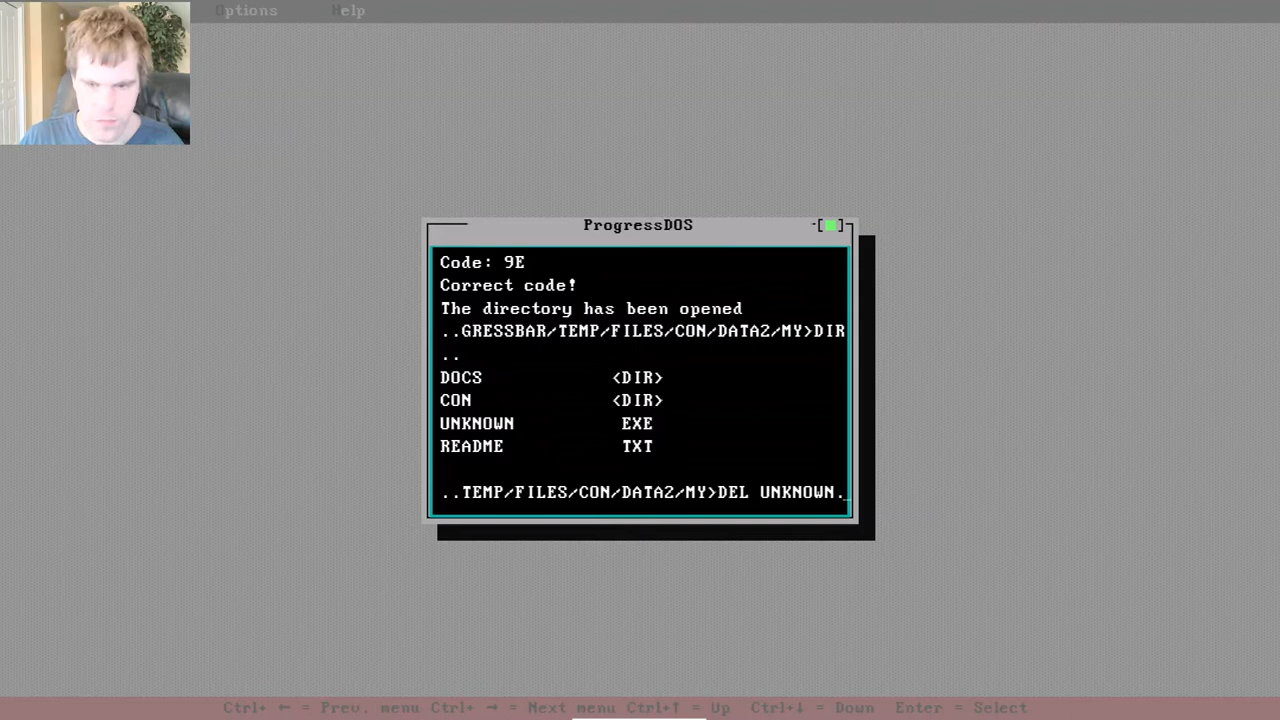 Options Help
ProgressDOS
Code: 9E
Correct code!
The directory has been opened
..GRESSBAR/TEMP/FILES/CON/DATA2/MY>DIR
..
DOCS <DIR>
CON <DIR>
UNKNOWN EXE
README TXT
..TEMP/FILES/CON/DATA2/MY>DEL UNKNOWN._
Ctrl+ ← = Prev. menu Ctrl+ → = Next menu Ctrl+↑ = Up Ctrl+↓ = Down Enter = Select